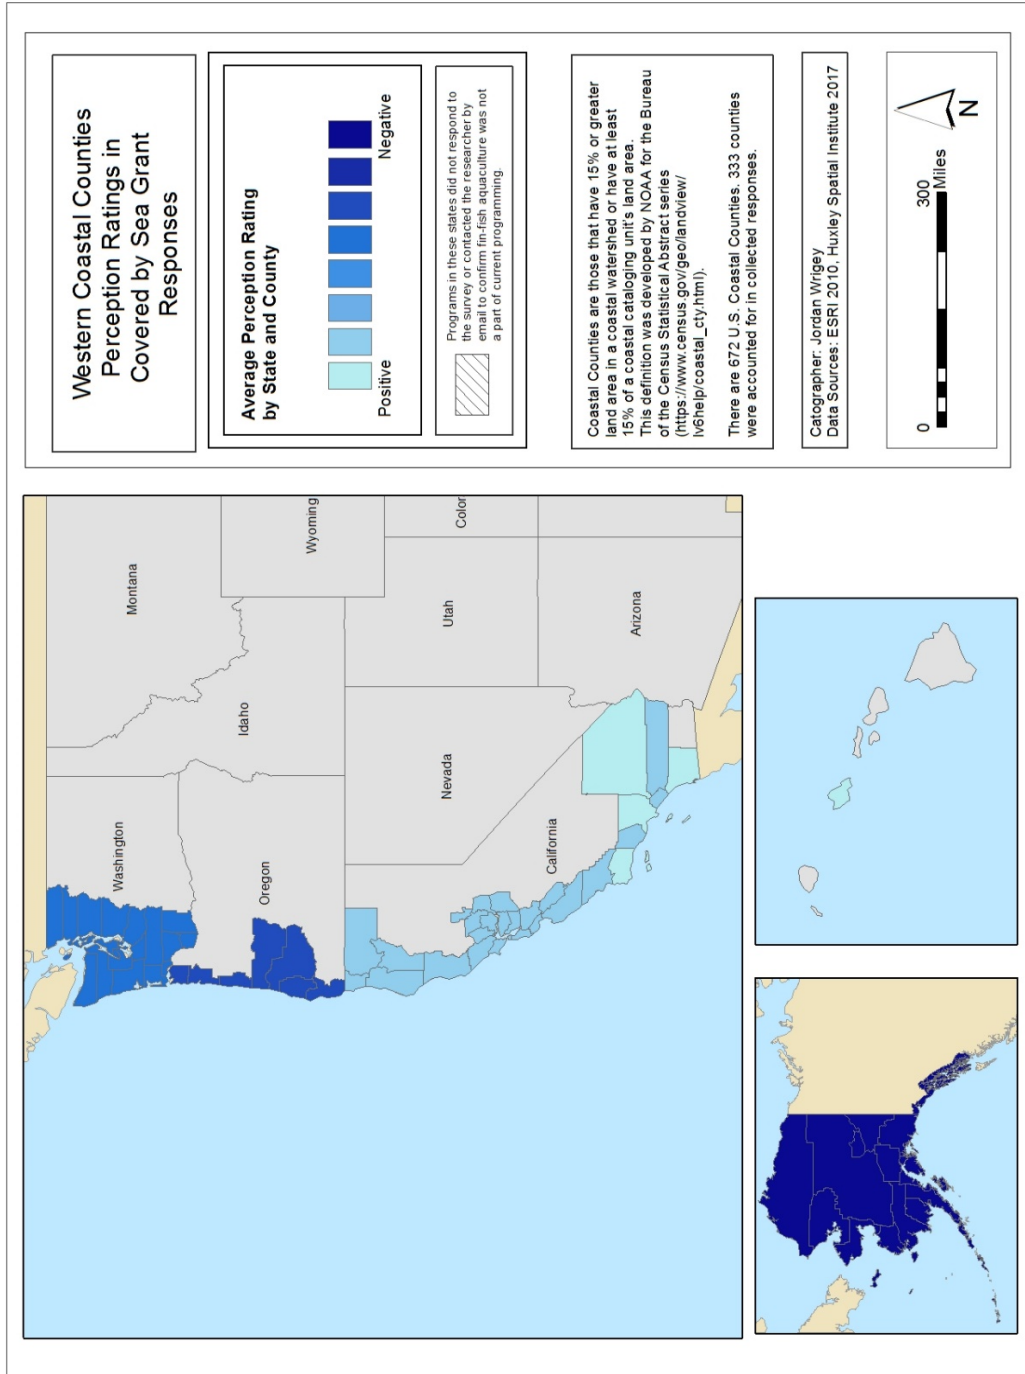 Western Coastal Counties
Perception Ratings in
Covered by Sea Grant
Responses
Average Perception Rating
by State and County
Positive
Negative
Programs in these states did not respond to
the survey or contacted the researcher by
email to confirm fin-fish aquaculture was not
a part of current programming.
Coastal Counties are those that have 15% or greater
land area in a coastal watershed or have at least
15% of a coastal cataloging unit's land area.
This definition was developed by NOAA for the Bureau
of the Census Statistical Abstract series
(https://www.census.gov/geo/landview/
lv6help/coastal_cty.html).
There are 672 U.S. Coastal Counties. 333 counties
were accounted for in collected responses.
Catographer: Jordan Wrigey
Data Sources: ESRI 2010, Huxley Spatial Institute 2017
0
300
Miles
N
Washington
Montana
Oregon
Idaho
Wyoming
Nevada
Utah
Color
California
Arizona